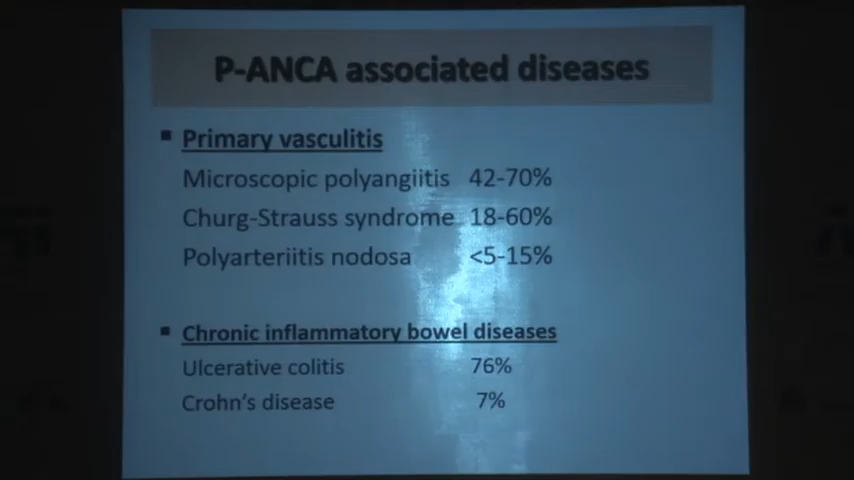 P-ANCA associated diseases
▪ Primary vasculitis
Microscopic polyangiitis 42-70%
Churg-Strauss syndrome 18-60%
Polyarteriitis nodosa <5-15%
▪ Chronic inflammatory bowel diseases
Ulcerative colitis 76%
Crohn's disease 7%